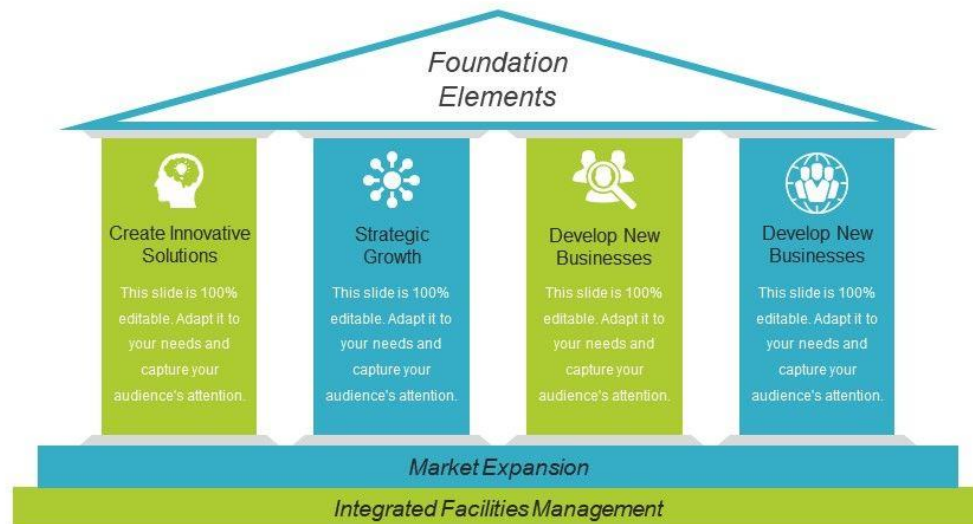 Foundation
Elements
Create Innovative
Solutions
This slide is 100%
editable. Adapt it to
your needs and
capture your
audience's attention.
Strategic
Growth
This slide is 100%
editable. Adapt it to
your needs and
capture your
audience's attention.
Develop New
Businesses
This slide is 100%
editable. Adapt it to
your needs and
capture your
audience's attention.
Develop New
Businesses
This slide is 100%
editable. Adapt it to
your needs and
capture your
audience's attention.
Market Expansion
Integrated Facilities Management